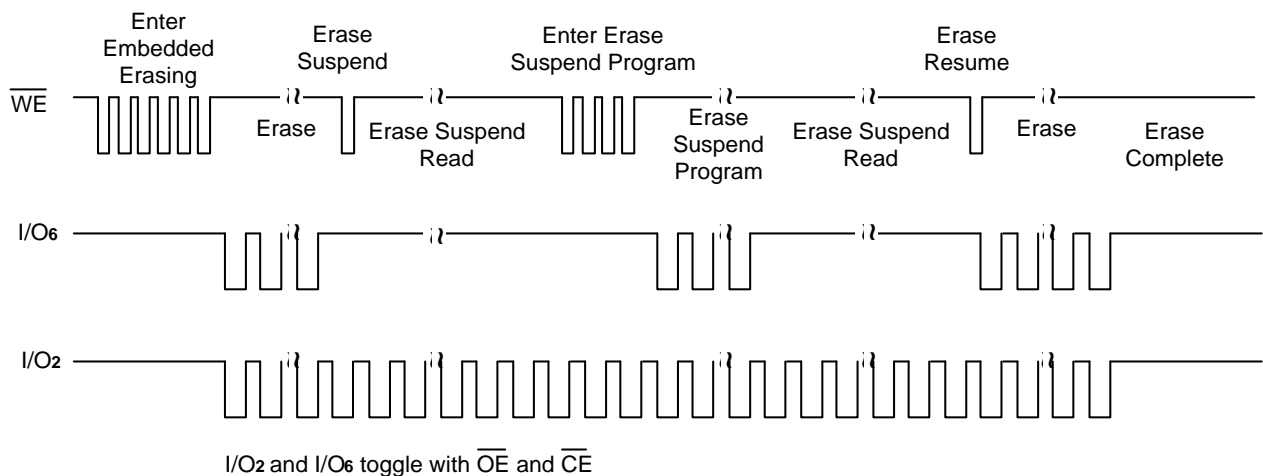 Enter
Embedded
Erasing
Erase
Suspend
Enter Erase
Suspend Program
Erase
Resume
WE
Erase
Erase Suspend
Read
Erase
Suspend
Program
Erase Suspend
Read
Erase
Erase
Complete
I/O6
I/O2
I/O2 and I/O6 toggle with OE and CE